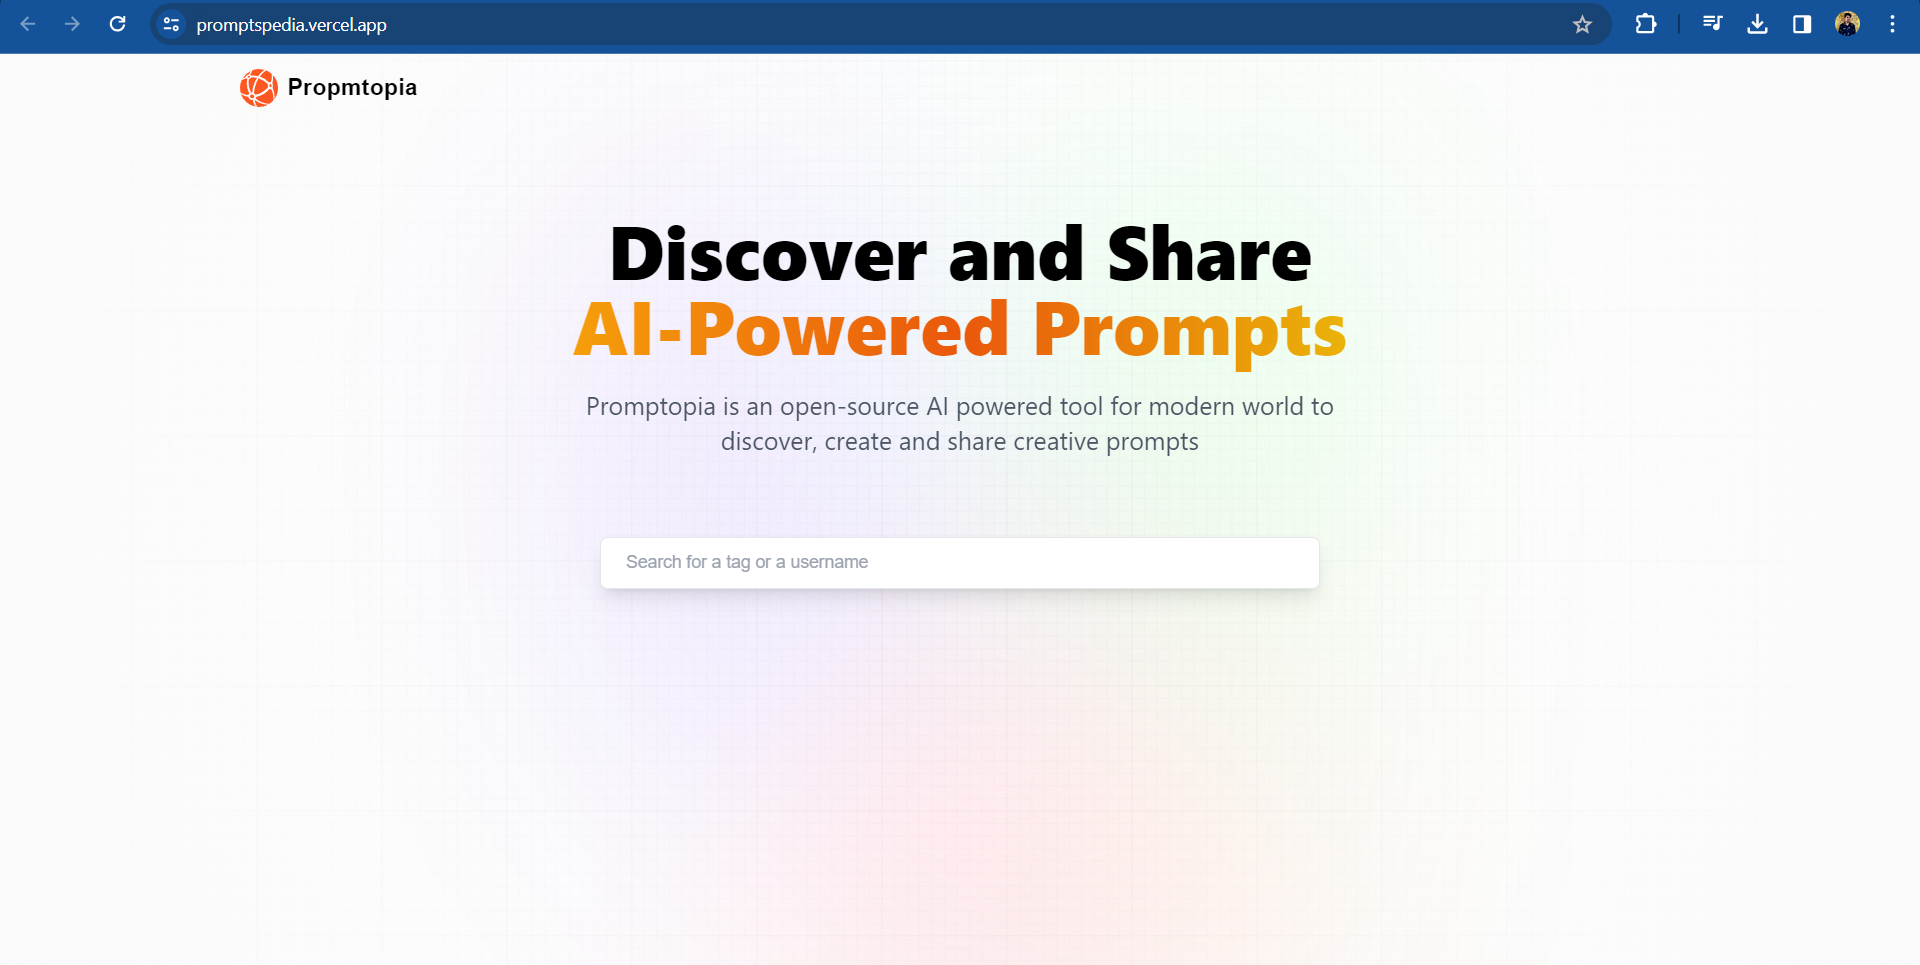 promptspedia.vercel.app
Propmtopia
Discover and Share
AI-Powered Prompts
Promptopia is an open-source AI powered tool for modern world to
discover, create and share creative prompts
Search for a tag or a username